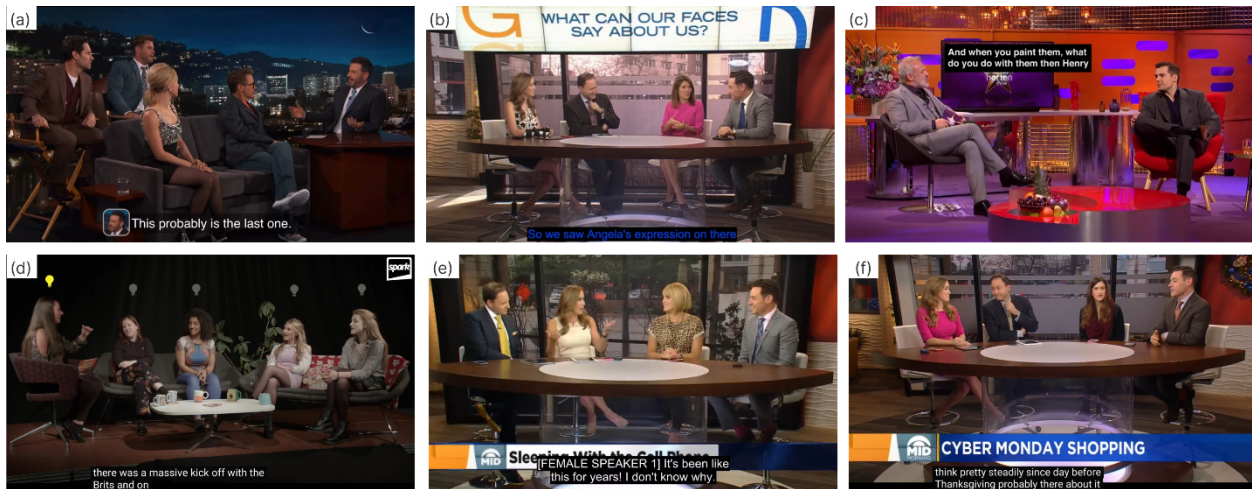 (a)
This probably is the last one.
(b)
WHAT CAN OUR FACES
SAY ABOUT US?
So we saw Angela's expression on there
(c)
And when you paint them, what
do you do with them then Henry
norton
(d)
spark
there was a massive kick off with the
Brits and on
(e)
MID
Sleeping With the Cell Phone
[FEMALE SPEAKER 1] It's been like
this for years! I don't know why.
(f)
MID
MORNING
CYBER MONDAY SHOPPING
think pretty steadily since day before
Thanksgiving probably there about it